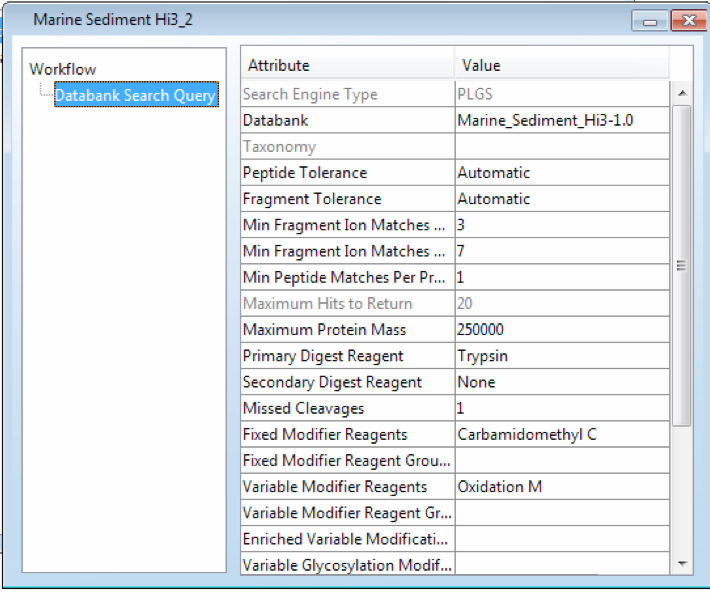 Marine Sediment Hi3_2
Workflow
Databank Search Query
Attribute Value
Search Engine Type PLGS
Databank Marine_Sediment_Hi3-1.0
Taxonomy
Peptide Tolerance Automatic
Fragment Tolerance Automatic
Min Fragment Ion Matches ... 3
Min Fragment Ion Matches ... 7
Min Peptide Matches Per Pr... 1
Maximum Hits to Return 20
Maximum Protein Mass 250000
Primary Digest Reagent Trypsin
Secondary Digest Reagent None
Missed Cleavages 1
Fixed Modifier Reagents Carbamidomethyl C
Fixed Modifier Reagent Grou...
Variable Modifier Reagents Oxidation M
Variable Modifier Reagent Gr...
Enriched Variable Modificati...
Variable Glycosylation Modif...